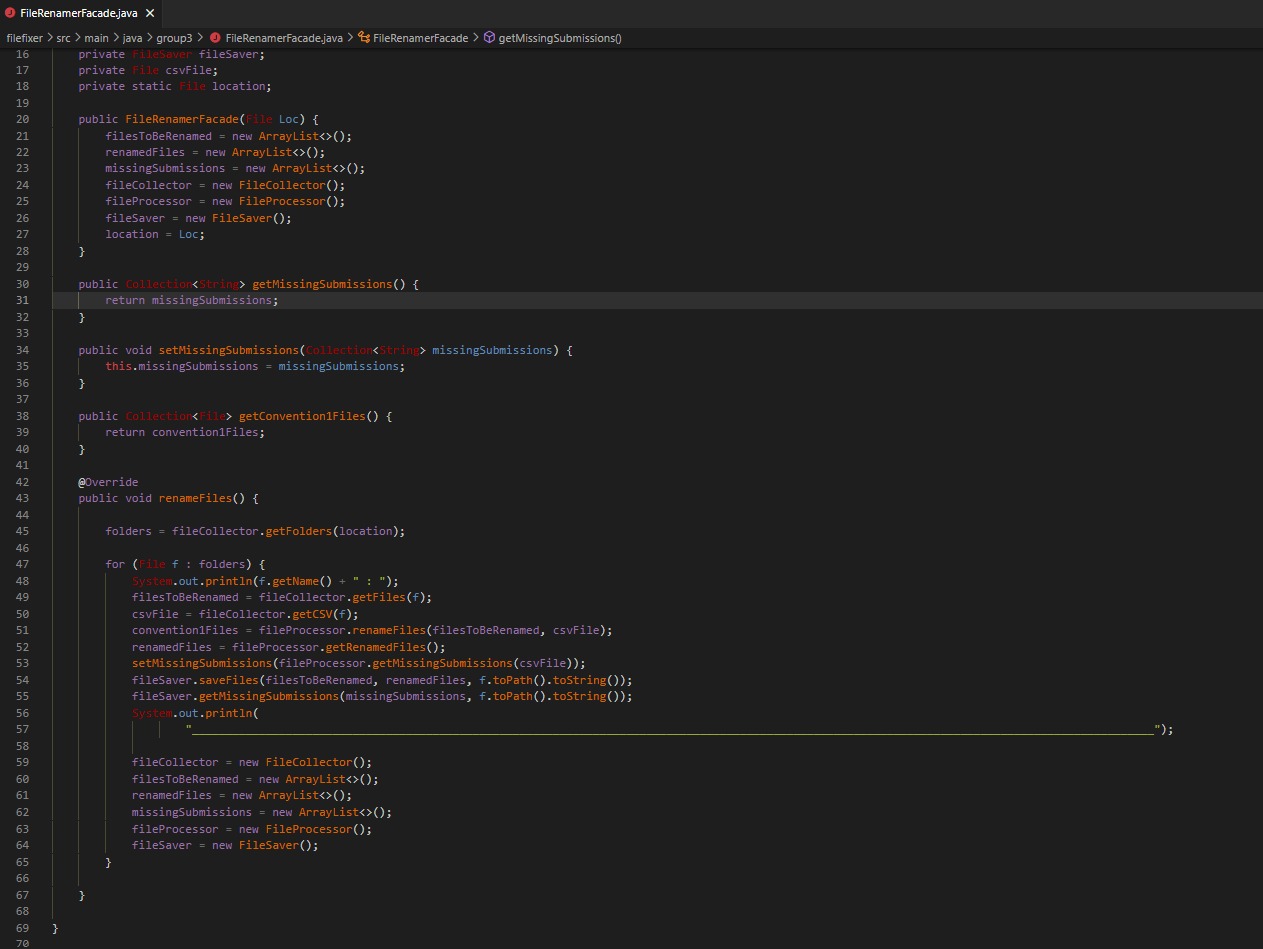 FileRenamerFacade.java ×
filefixer > src > main > java > group3 > FileRenamerFacade.java > FileRenamerFacade > getMissingSubmissions()
16 private FileSaver fileSaver;
17 private File csvFile;
18 private static File location;
19
20 public FileRenamerFacade(File Loc) {
21 filesToBeRenamed = new ArrayList<>();
22 renamedFiles = new ArrayList<>();
23 missingSubmissions = new ArrayList<>();
24 fileCollector = new FileCollector();
25 fileProcessor = new FileProcessor();
26 fileSaver = new FileSaver();
27 location = Loc;
28 }
29
30 public Collection<String> getMissingSubmissions() {
31 return missingSubmissions;
32 }
33
34 public void setMissingSubmissions(Collection<String> missingSubmissions) {
35 this.missingSubmissions = missingSubmissions;
36 }
37
38 public Collection<File> getConvention1Files() {
39 return convention1Files;
40 }
41
42 @Override
43 public void renameFiles() {
44
45 folders = fileCollector.getFolders(location);
46
47 for (File f : folders) {
48 System.out.println(f.getName() + " : ");
49 filesToBeRenamed = fileCollector.getFiles(f);
50 csvFile = fileCollector.getCSV(f);
51 convention1Files = fileProcessor.renameFiles(filesToBeRenamed, csvFile);
52 renamedFiles = fileProcessor.getRenamedFiles();
53 setMissingSubmissions(fileProcessor.getMissingSubmissions(csvFile));
54 fileSaver.saveFiles(filesToBeRenamed, renamedFiles, f.toPath().toString());
55 fileSaver.getMissingSubmissions(missingSubmissions, f.toPath().toString());
56 System.out.println(
57 "________________________________________________________________________________________________________________________________________________");
58
59 fileCollector = new FileCollector();
60 filesToBeRenamed = new ArrayList<>();
61 renamedFiles = new ArrayList<>();
62 missingSubmissions = new ArrayList<>();
63 fileProcessor = new FileProcessor();
64 fileSaver = new FileSaver();
65 }
66
67 }
68
69 }
70